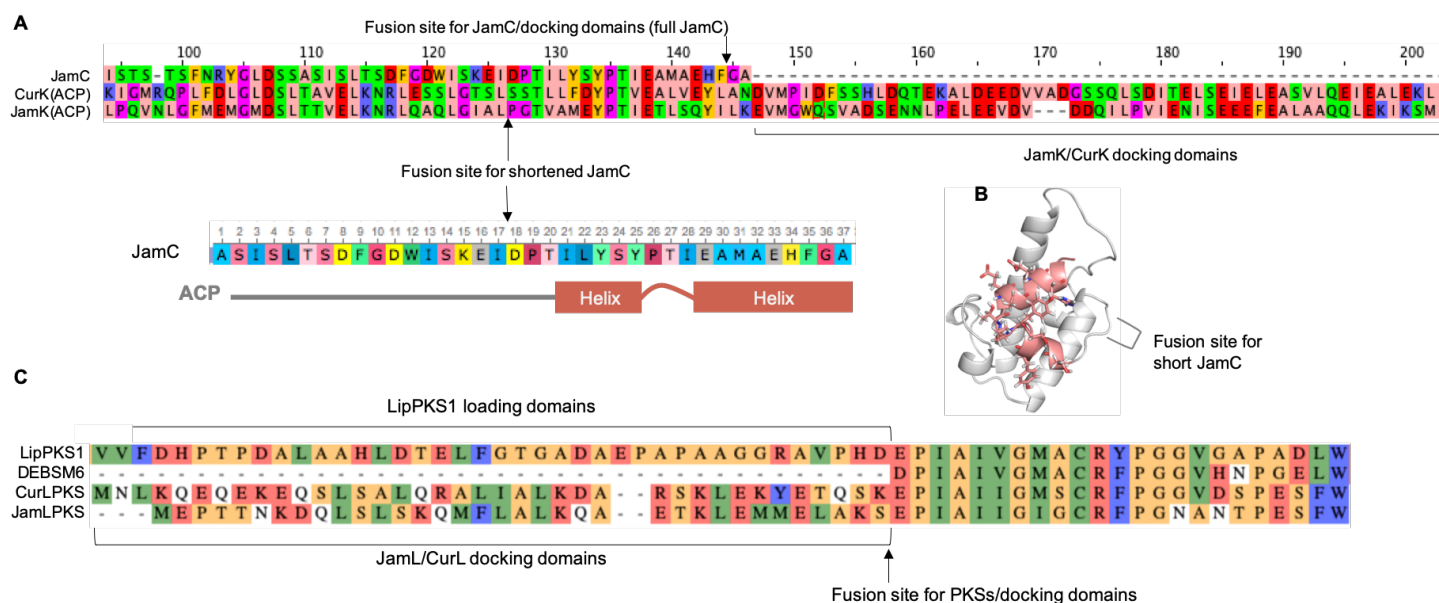 A
Fusion site for JamC/docking domains (full JamC)
100 110 120 130 140 150 160 170 180 190 200
JamC ISTS-TSFNRYGLDSSASISLTSDFGDWISKEIDPTILYSYPTIEAMAEHFGA--------------------------------------------------------
CurK(ACP) KIGMRQPLFDLGLDSLTAVELKNRLESSLGTSLSSTLLFDYPTVEALVEYLANDVMPIDFSSHLDQTEKALDEEDVVADGSSQLSDITELSEIELEASVLQEIEALEKL
JamK(ACP) LPQVNLGFMEMGMDSLTTVELKNRLQAQLGIALPGTVAMEYPTIETLSQYILKEVMGWQSVADSENNLPELEEVDV---DDQILPVIENISEEEFEALAAQQLEKIKSM
JamK/CurK docking domains
Fusion site for shortened JamC
1 2 3 4 5 6 7 8 9 10 11 12 13 14 15 16 17 18 19 20 21 22 23 24 25 26 27 28 29 30 31 32 33 34 35 36 37
JamC A S I S L T S D F G D W I S K E I D P T I L Y S Y P T I E A M A E H F G A
ACP Helix Helix
B
Fusion site for
short JamC
C
LipPKS1 loading domains
LipPKS1 VVFDHPTPDALAAHLDTELFGTGADAEPAPAAGGRAVPHDEPIAIVGMACRYPGGVGAPADLW
DEBSM6 ----------------------------------------DPIAIVGMACRFPGGVHNPGELW
CurLPKS MNLKQEQEKEQSLSALQRALIALKDA--RSKLEKYETQSKEPIAIIGMSCRFPGGVDSPESFW
JamLPKS ---MEPTTNKDQLSLSKQMFLALKQA--ETKLEMMELAKSEPIAIIGIGCRFPGNANTPESFW
JamL/CurL docking domains
Fusion site for PKSs/docking domains